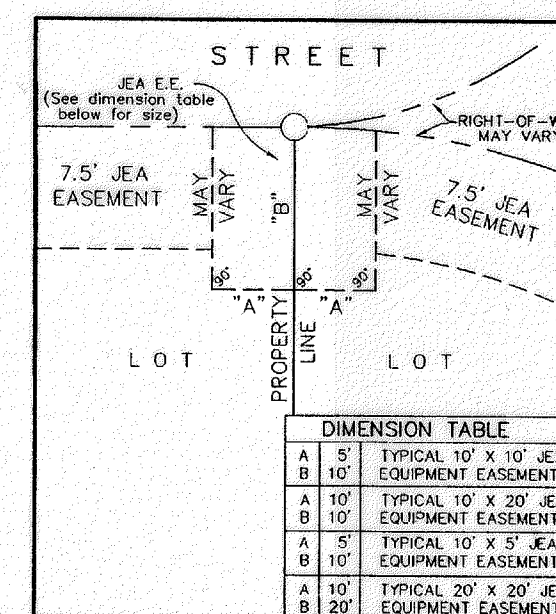 STREET
JEA E.E.
(See dimension table
below for size)
RIGHT-OF-W
MAY VARY
7.5' JEA
EASEMENT
MAY
VARY
"B"
MAY
VARY
7.5' JEA
EASEMENT
90°
90°
90°
"A"
"A"
PROPERTY
LINE
LOT
LOT
DIMENSION TABLE
A 5' TYPICAL 10' X 10' JE
B 10' EQUIPMENT EASEMENT
A 10' TYPICAL 10' X 20' JE
B 10' EQUIPMENT EASEMENT
A 5' TYPICAL 10' X 5' JEA
B 10' EQUIPMENT EASEMENT
A 10' TYPICAL 20' X 20' JE
B 20' EQUIPMENT EASEMEN